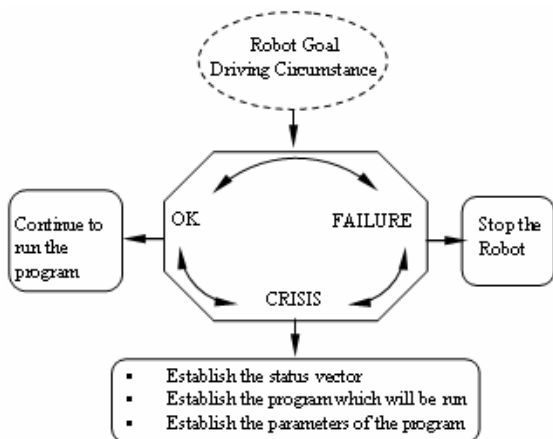 Robot Goal
Driving Circumstance
OK
FAILURE
CRISIS
Continue to
run the
program
Stop the
Robot
▪ Establish the status vector
▪ Establish the program which will be run
▪ Establish the parameters of the program